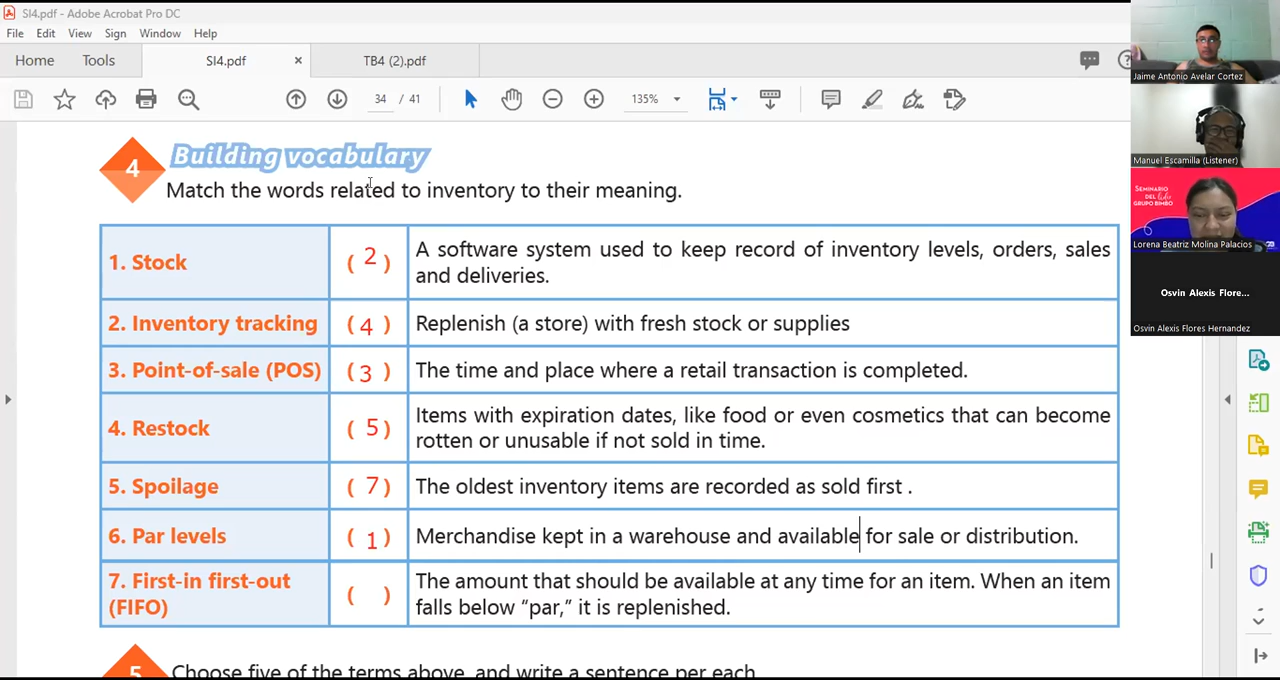 SI4.pdf - Adobe Acrobat Pro DC
File Edit View Sign Window Help
Home Tools SI4.pdf × TB4 (2).pdf
34 / 41 135%
4 Building vocabulary
Match the words related to inventory to their meaning.
1. Stock ( 2 ) A software system used to keep record of inventory levels, orders, sales
and deliveries.
2. Inventory tracking ( 4 ) Replenish (a store) with fresh stock or supplies
3. Point-of-sale (POS) ( 3 ) The time and place where a retail transaction is completed.
4. Restock ( 5 ) Items with expiration dates, like food or even cosmetics that can become
rotten or unusable if not sold in time.
5. Spoilage ( 7 ) The oldest inventory items are recorded as sold first .
6. Par levels ( 1 ) Merchandise kept in a warehouse and available for sale or distribution.
7. First-in first-out
(FIFO) ( ) The amount that should be available at any time for an item. When an item
falls below “par,” it is replenished.
5 Choose five of the terms above, and write a sentence per each
Jaime Antonio Avelar Cortez
Manuel Escamilla (Listener)
SEMINARIO
DEL líder
GRUPO BIMBO
Lorena Beatriz Molina Palacios
Osvin Alexis Flore...
Osvin Alexis Flores Hernandez